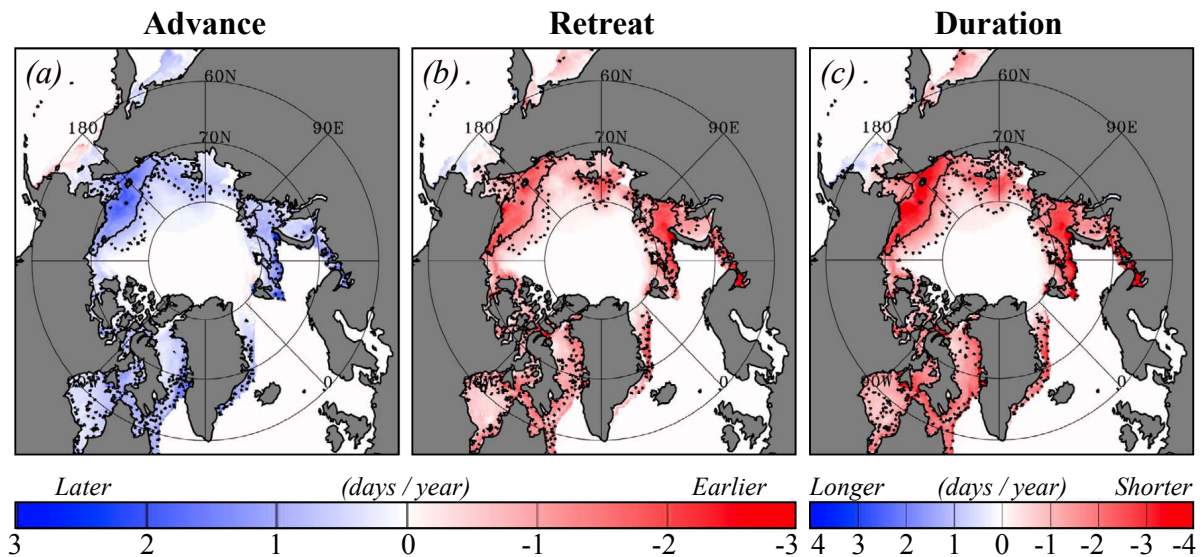 Advance Retreat Duration
(a) (b) (c)
60N 60N 60N
180 90E 180 90E 180 90E
70N 70N 70N
90W 0 90W 0 90W 0
Later (days / year) Earlier Longer (days / year) Shorter
3 2 1 0 -1 -2 -3 4 3 2 1 0 -1 -2 -3 -4